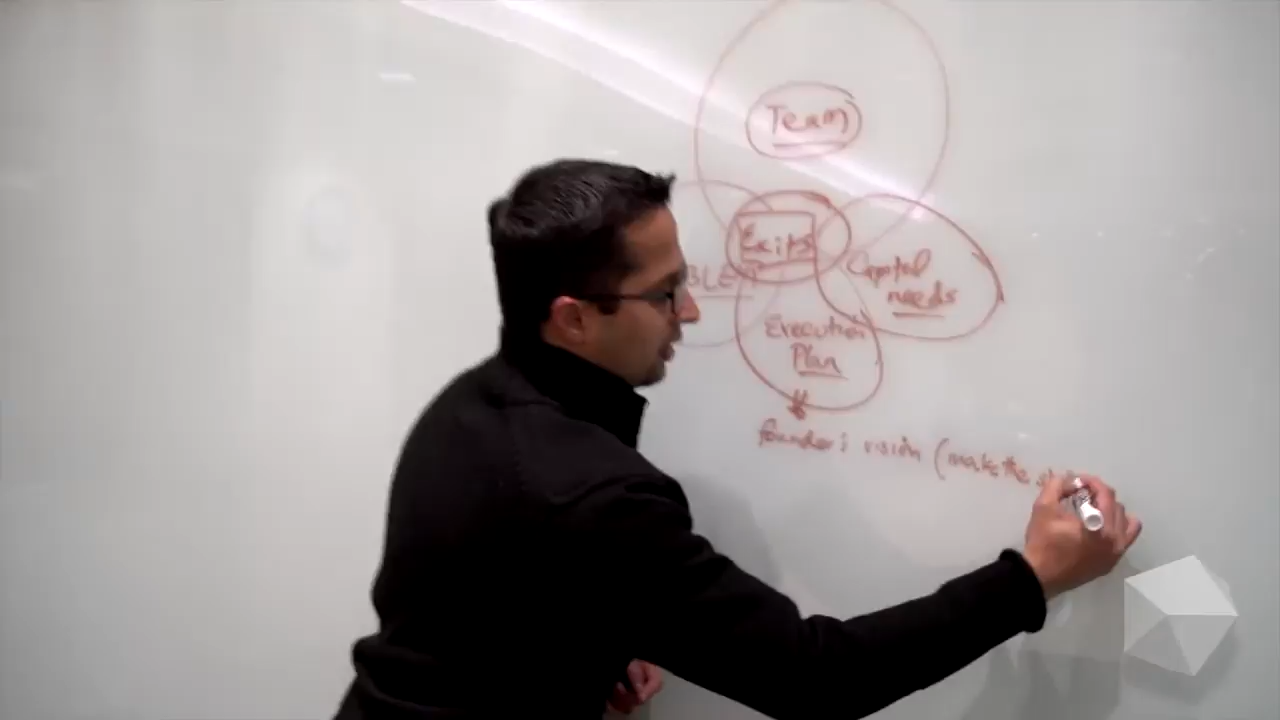 Team
Exits
Capital
needs
Execution
Plan
founder's vision (make the